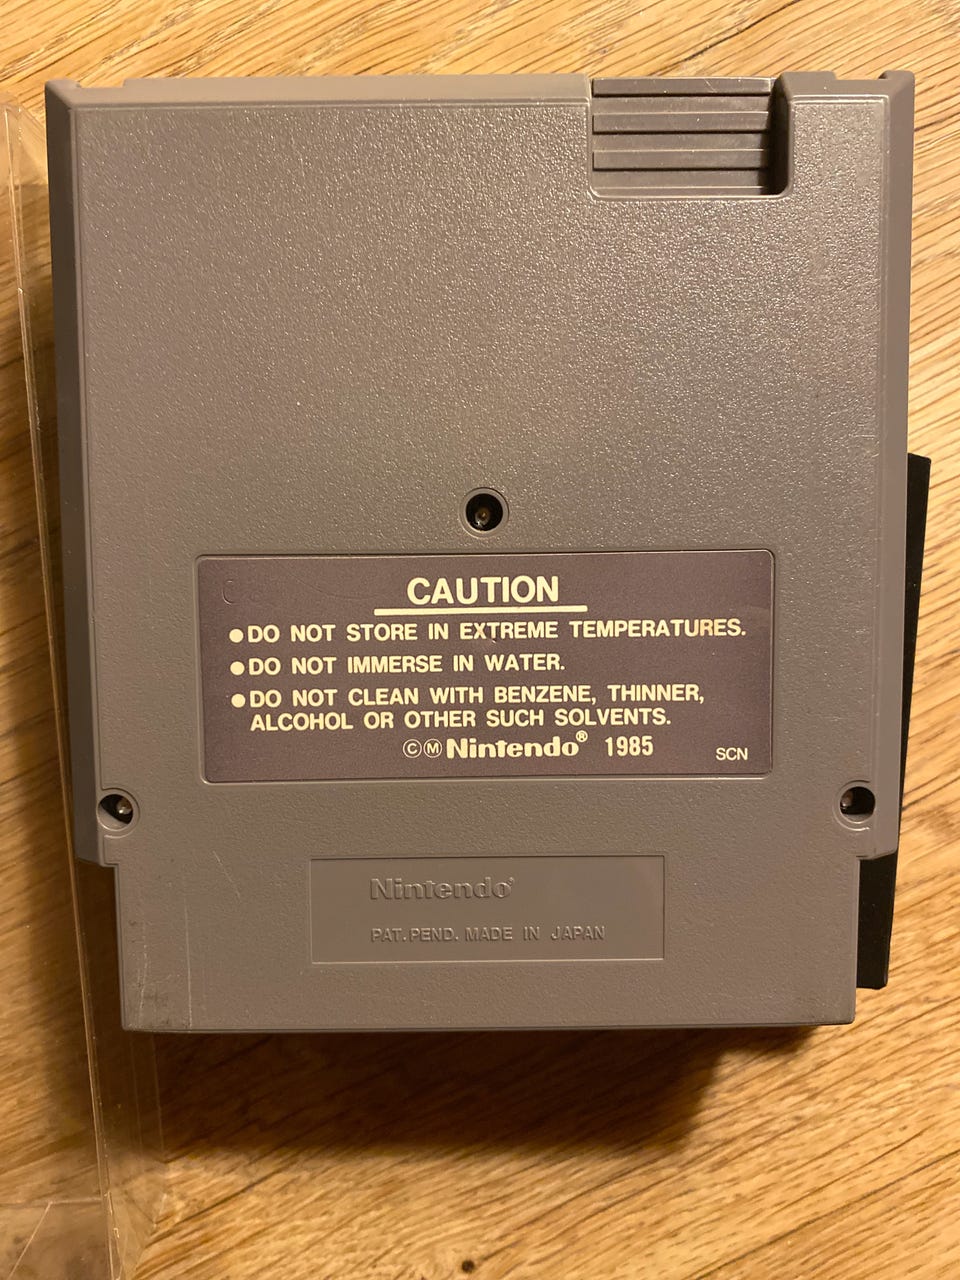 CAUTION
●DO NOT STORE IN EXTREME TEMPERATURES.
●DO NOT IMMERSE IN WATER.
●DO NOT CLEAN WITH BENZENE, THINNER,
ALCOHOL OR OTHER SUCH SOLVENTS.
ⒸⓂNintendo® 1985
SCN
Nintendo®
PAT. PEND. MADE IN JAPAN